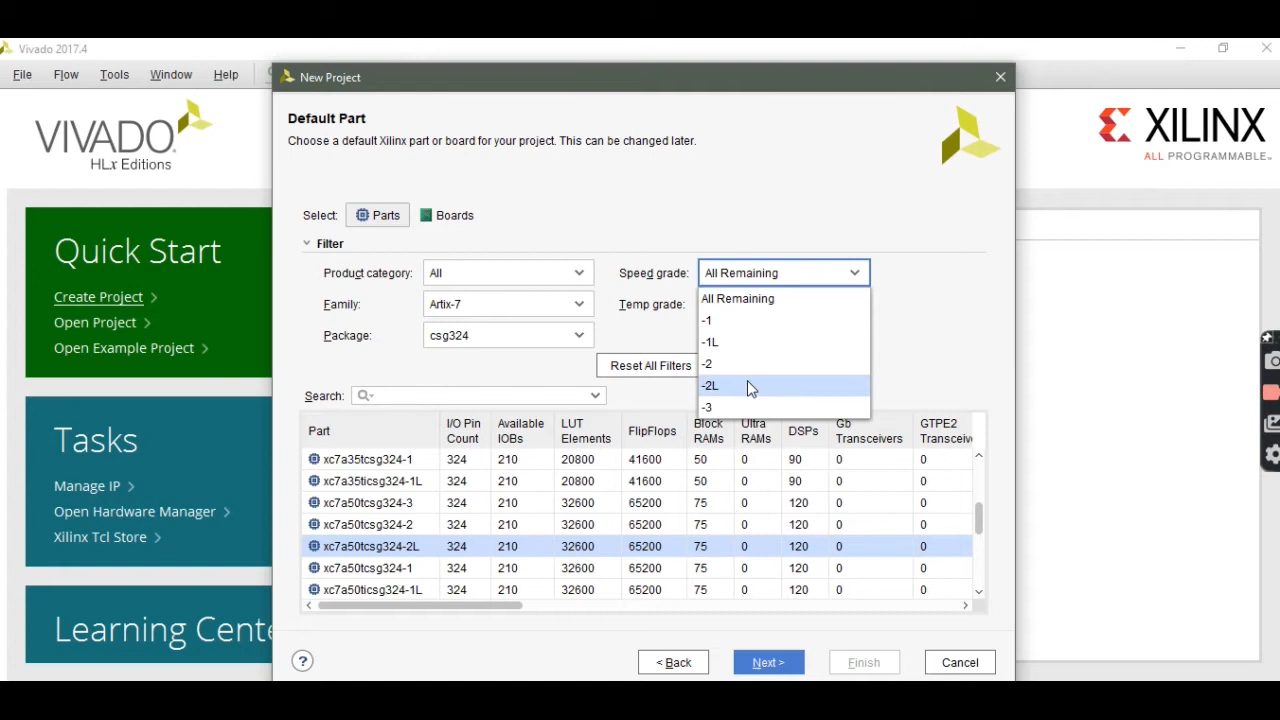 Vivado 2017.4
File Flow Tools Window Help
New Project
VIVADO.
HLx Editions
Default Part
Choose a default Xilinx part or board for your project. This can be changed later.
XILINX
ALL PROGRAMMABLE™
Quick Start
Create Project >
Open Project >
Open Example Project >
Tasks
Manage IP >
Open Hardware Manager >
Xilinx Tcl Store >
Learning Cente
Select: Parts Boards
Filter
Product category: All
Family: Artix-7
Package: csg324
Speed grade: All Remaining
Temp grade:
All Remaining
-1
-1L
-2
-2L
-3
Reset All Filters
Search:
Part I/O Pin Count Available IOBs LUT Elements FlipFlops Block RAMs Ultra RAMs DSPs Gb Transceivers GTPE2 Transceiv
xc7a35tcsg324-1 324 210 20800 41600 50 0 90 0 0
xc7a35ticsg324-1L 324 210 20800 41600 50 0 90 0 0
xc7a50tcsg324-3 324 210 32600 65200 75 0 120 0 0
xc7a50tcsg324-2 324 210 32600 65200 75 0 120 0 0
xc7a50tcsg324-2L 324 210 32600 65200 75 0 120 0 0
xc7a50tcsg324-1 324 210 32600 65200 75 0 120 0 0
xc7a50ticsg324-1L 324 210 32600 65200 75 0 120 0 0
?
< Back Next > Finish Cancel